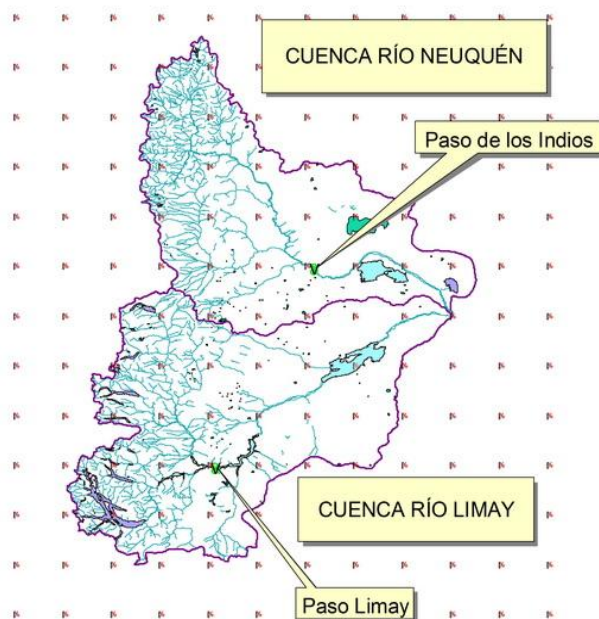 CUENCA RÍO NEUQUÉN
Paso de los Indios
CUENCA RÍO LIMAY
Paso Limay